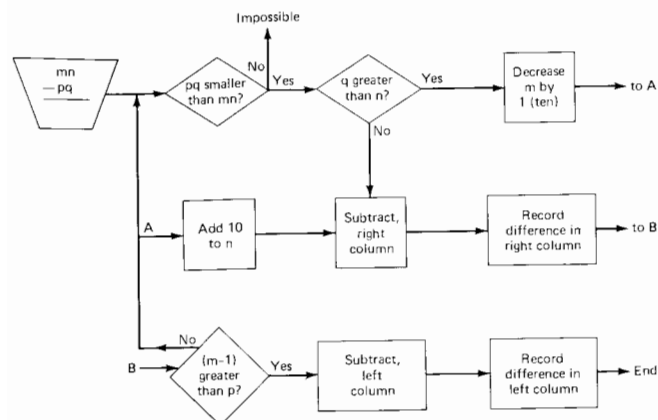 Impossible
mn
— pq
pq smaller
than mn?
No
Yes
q greater
than n?
Yes
No
Decrease
m by
1 (ten)
to A
A
Add 10
to n
Subtract,
right
column
Record
difference in
right column
to B
No
B
(m-1)
greater
than p?
Yes
Subtract,
left
column
Record
difference in
left column
End